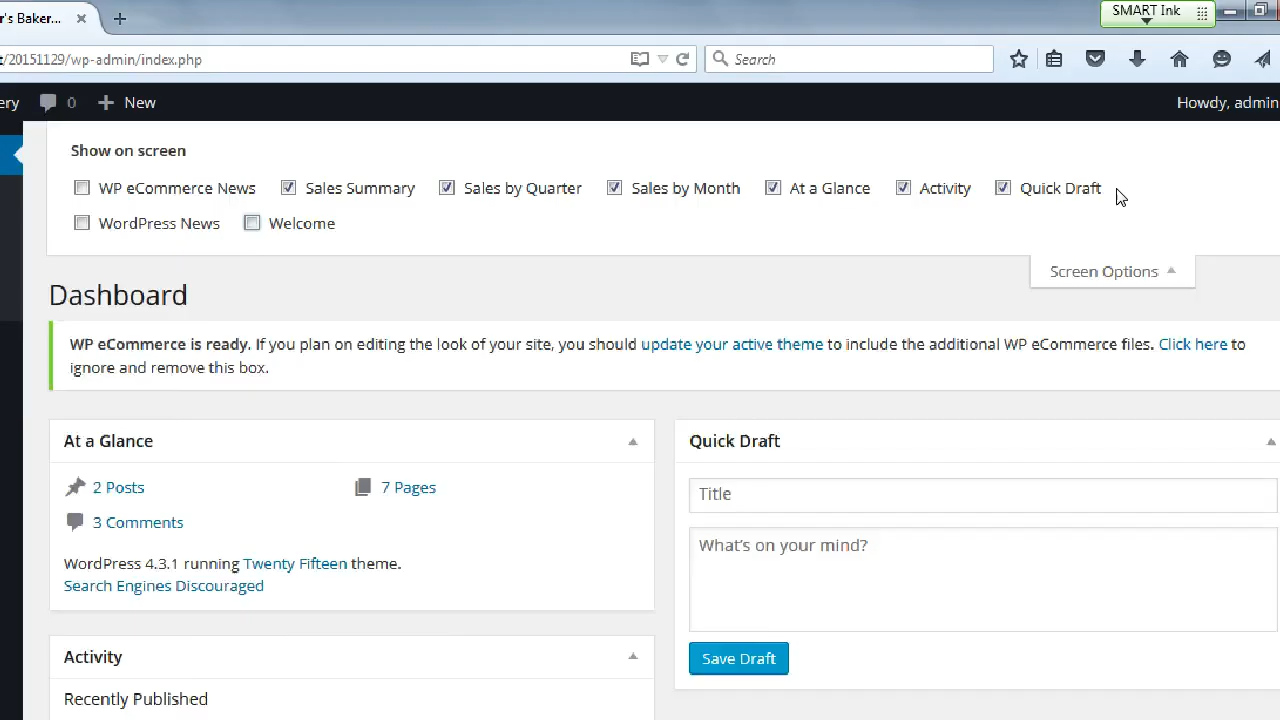 's Baker...
SMART Ink
/20151129/wp-admin/index.php
Search
ery 0 New
Howdy, admin
Show on screen
WP eCommerce News Sales Summary Sales by Quarter Sales by Month At a Glance Activity Quick Draft
WordPress News Welcome
Screen Options
Dashboard
WP eCommerce is ready. If you plan on editing the look of your site, you should update your active theme to include the additional WP eCommerce files. Click here to
ignore and remove this box.
At a Glance
2 Posts 7 Pages
3 Comments
WordPress 4.3.1 running Twenty Fifteen theme.
Search Engines Discouraged
Activity
Recently Published
Quick Draft
Title
What's on your mind?
Save Draft